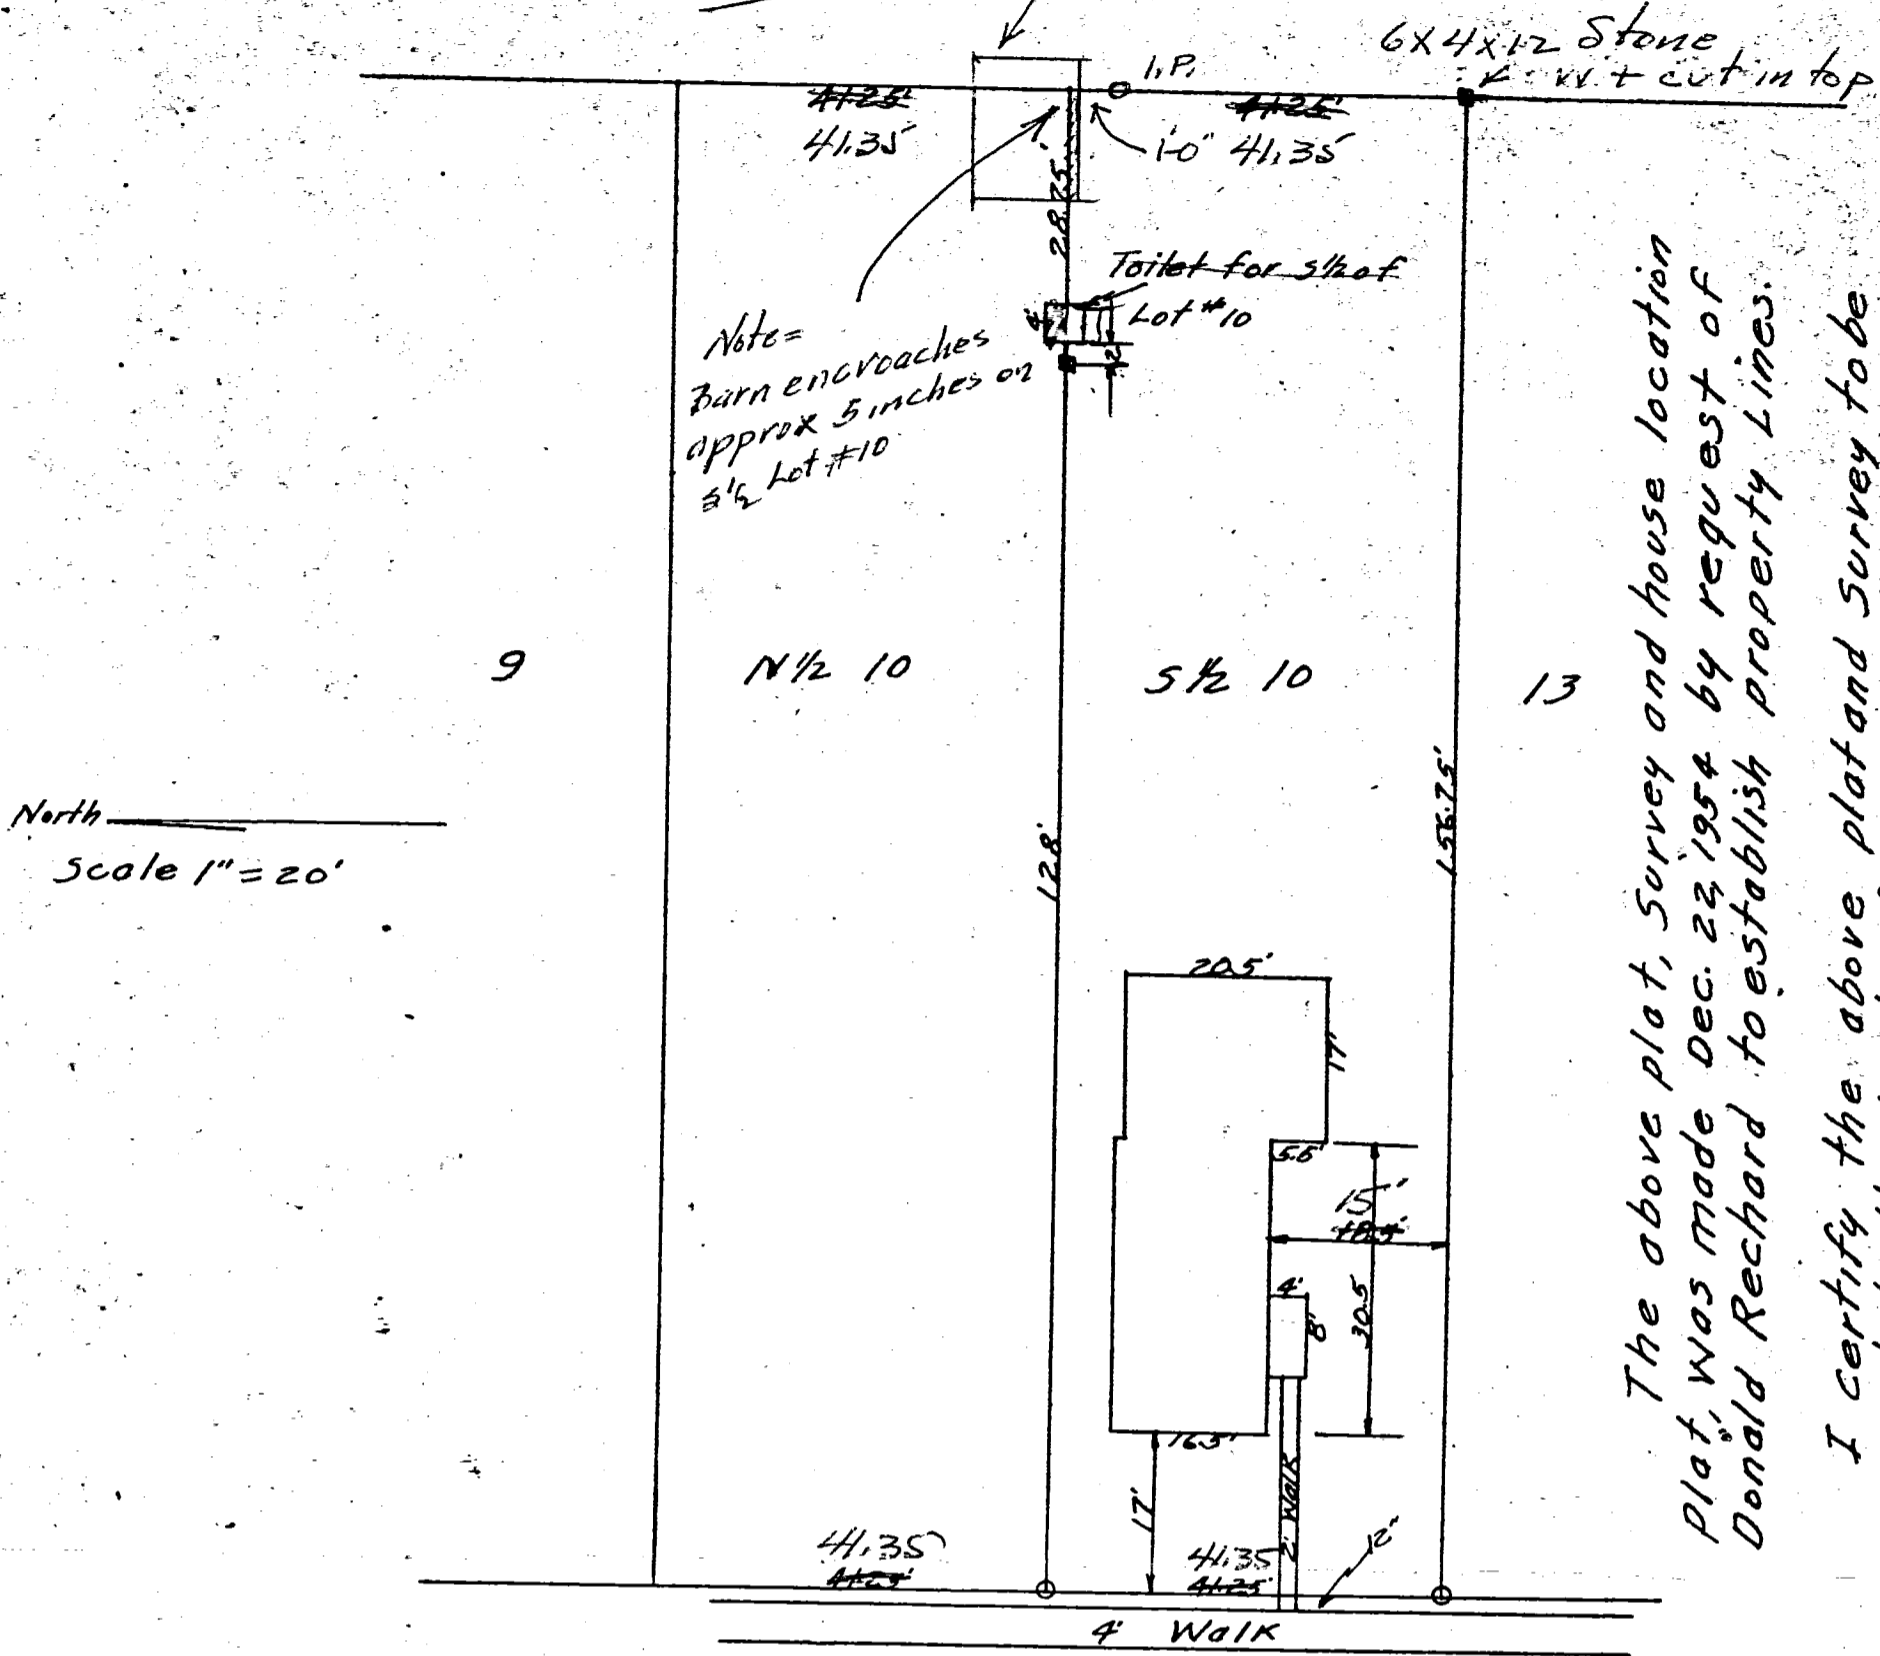 6x4x12 Stone
w. + cut in top
I.P.
41.25'
41.25'
41.35
1'-0" 41.35
28.75
Toilet for S½ of
Lot #10
4'
2'
Note=
Barn encroaches
approx 5 inches on
S½ Lot #10
9
N½ 10
S½ 10
13
North
Scale 1"=20'
128'
156.75'
20.5'
17'
5.5'
15'
18.5'
4'
8'
30.5
16.5'
17'
2' Walk
12"
41.35
41.25'
41.35
41.25'
4' Walk
The above plat, Survey and house location
Plat, was made Dec. 22, 1954 by request of
Donald Rechard to establish property Lines.
I certify the above plat and Survey to be